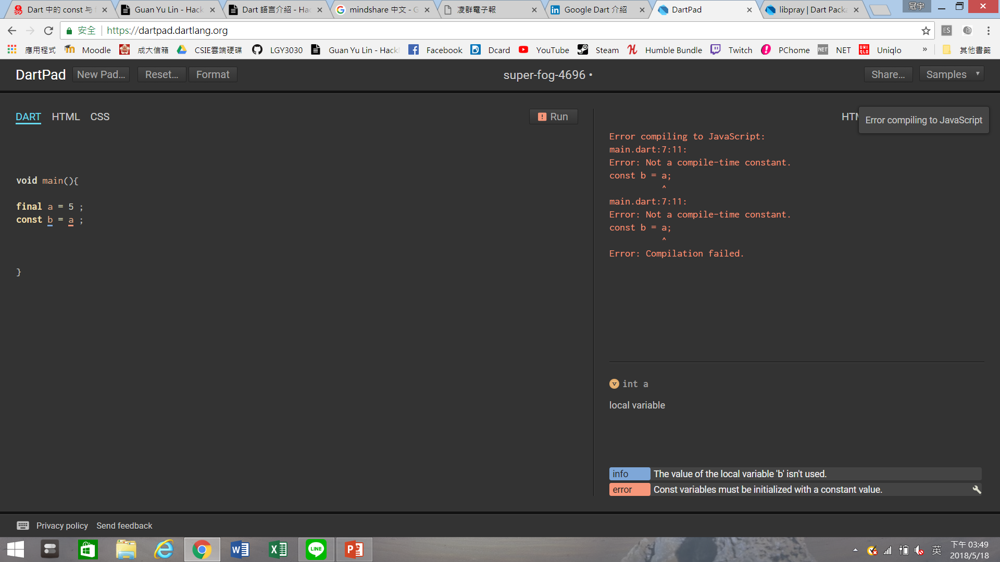 Dart 中的 const 与 f
Guan Yu Lin - Hack
Dart 語言介紹 - Hac
mindshare 中文 - G
凌群電子報
Google Dart 介紹
DartPad
libpray | Dart Packa
冠宇
安全 https://dartpad.dartlang.org
應用程式 Moodle 成大信箱 CSIE雲端硬碟 LGY3030 Guan Yu Lin - Hack Facebook Dcard YouTube Steam Humble Bundle Twitch PChome NET Uniqlo » 其他書籤
DartPad New Pad... Reset... Format super-fog-4696 • Share... Samples
DART HTML CSS
Run
HTM
Error compiling to JavaScript
void main(){
final a = 5 ;
const b = a ;
}
Error compiling to JavaScript:
main.dart:7:11:
Error: Not a compile-time constant.
const b = a;
^
main.dart:7:11:
Error: Not a compile-time constant.
const b = a;
^
Error: Compilation failed.
v int a
local variable
info The value of the local variable 'b' isn't used.
error Const variables must be initialized with a constant value.
Privacy policy Send feedback
LINE
英
下午 03:49
2018/5/18